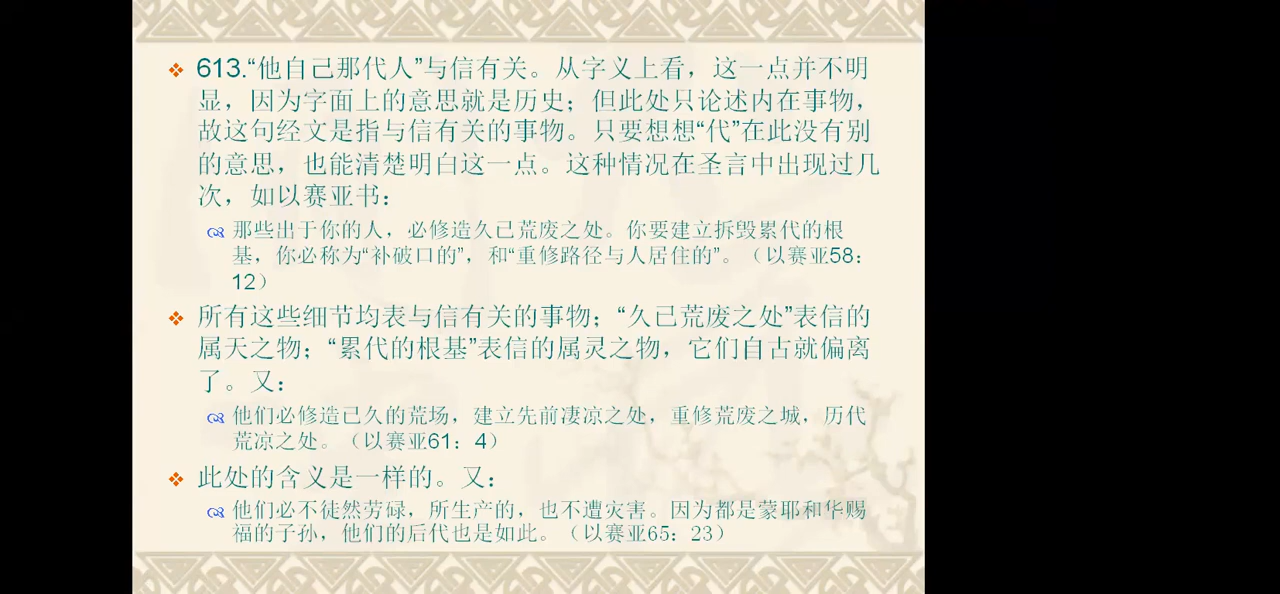 613.“他自己那代人”与信有关。从字义上看，这一点并不明
显，因为字面上的意思就是历史；但此处只论述内在事物，
故这句经文是指与信有关的事物。只要想想“代”在此没有别
的意思，也能清楚明白这一点。这种情况在圣言中出现过几
次，如以赛亚书：
那些出于你的人，必修造久已荒废之处。你要建立拆毁累代的根
基，你必称为“补破口的”，和“重修路径与人居住的”。（以赛亚58：
12）
所有这些细节均表与信有关的事物；“久已荒废之处”表信的
属天之物；“累代的根基”表信的属灵之物，它们自古就偏离
了。又：
他们必修造已久的荒场，建立先前凄凉之处，重修荒废之城，历代
荒凉之处。（以赛亚61：4）
此处的含义是一样的。又：
他们必不徒然劳碌，所生产的，也不遭灾害。因为都是蒙耶和华赐
福的子孙，他们的后代也是如此。（以赛亚65：23）